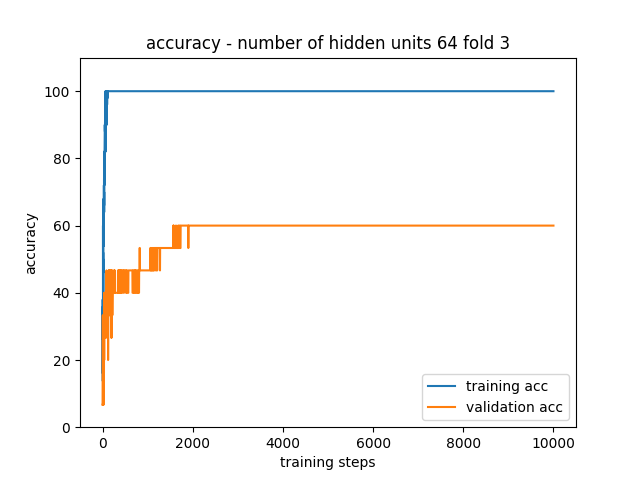 accuracy - number of hidden units 64 fold 3
accuracy
100
80
60
40
20
0
0
2000
4000
6000
8000
10000
training steps
training acc
validation acc